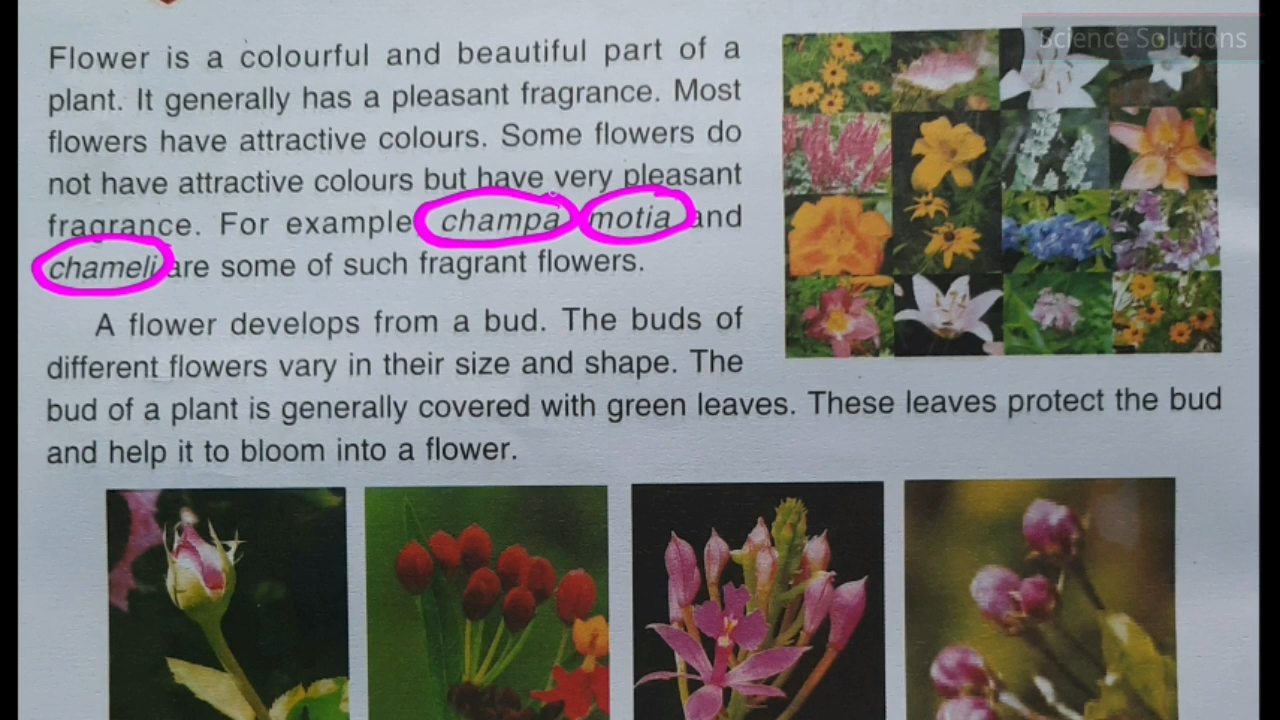 Science Solutions
Flower is a colourful and beautiful part of a
plant. It generally has a pleasant fragrance. Most
flowers have attractive colours. Some flowers do
not have attractive colours but have very pleasant
fragrance. For example champa motia and
chameli are some of such fragrant flowers.
A flower develops from a bud. The buds of
different flowers vary in their size and shape. The
bud of a plant is generally covered with green leaves. These leaves protect the bud
and help it to bloom into a flower.